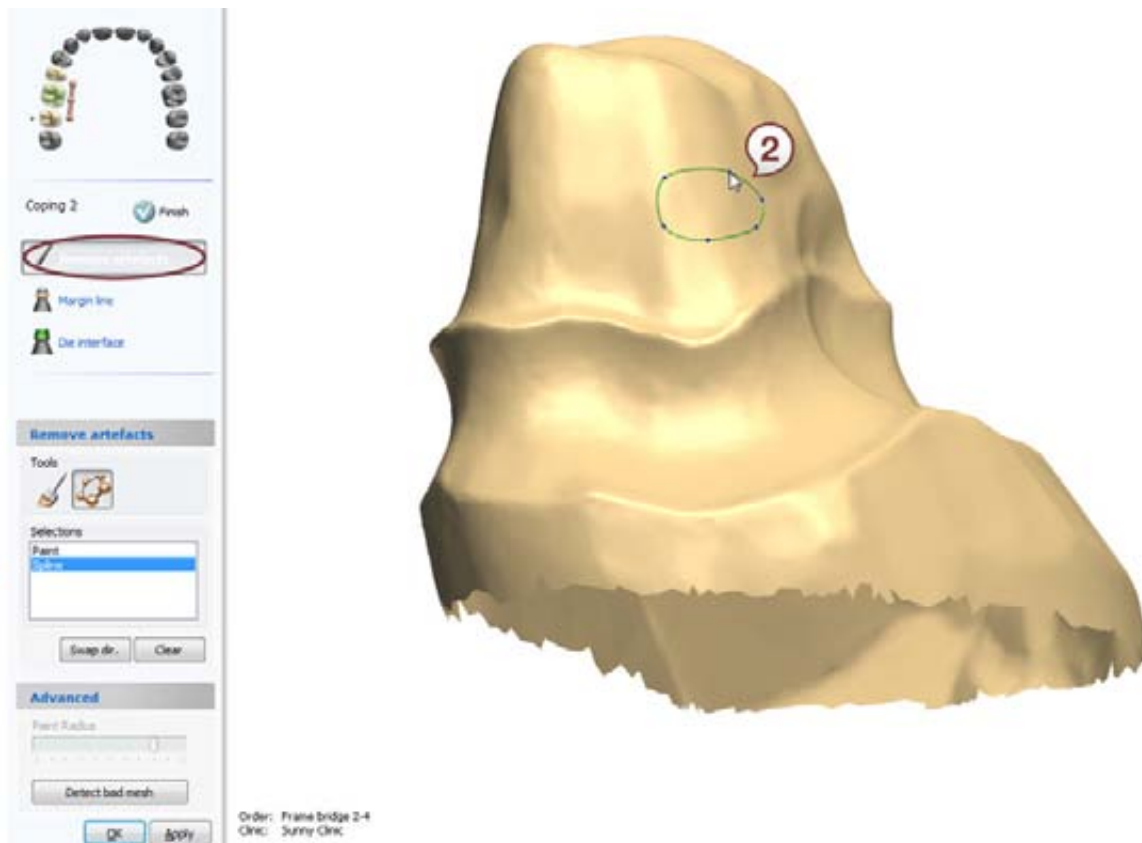 Coping 2
Finish
Remove artefacts
Margin line
Die interface
Remove artefacts
Tools
Selections
Paint
Spline
Swap dir.
Clear
Advanced
Paint Radius
Detect bad mesh
OK
Apply
2
Order: Frame bridge 2-4
Clinic: Sunny Clinic